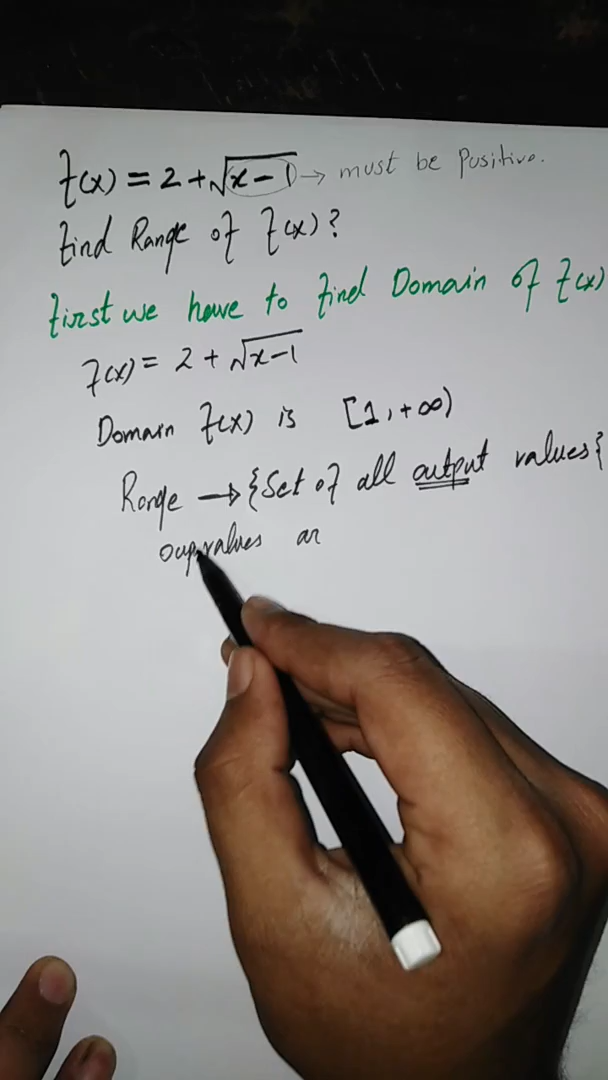 f(x) = 2 + √x-1 → must be Positive.
Find Range of f(x)?
First we have to find Domain of f(x)
f(x) = 2 + √x-1
Domain f(x) is [1,+∞)
Range → {Set of all output values{
values ar